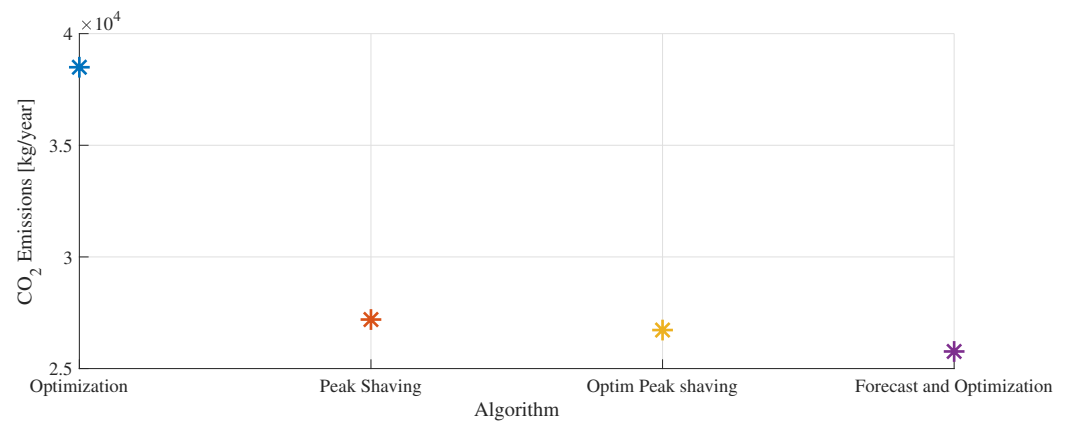 ×10⁴
4
3.5
3
2.5
CO₂ Emissions [kg/year]
Optimization Peak Shaving Optim Peak shaving Forecast and Optimization
Algorithm